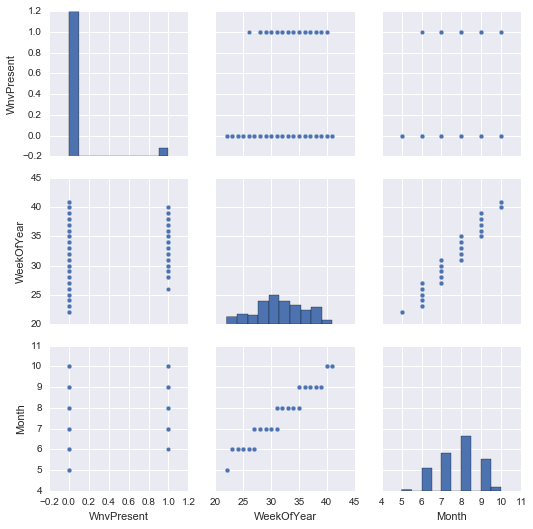 1.2
1.0
0.8
0.6
0.4
0.2
0.0
−0.2
WnvPresent
45
40
35
30
25
20
WeekOfYear
11
10
9
8
7
6
5
4
Month
−0.2 0.0 0.2 0.4 0.6 0.8 1.0 1.2
WnvPresent
20 25 30 35 40 45
WeekOfYear
4 5 6 7 8 9 10 11
Month